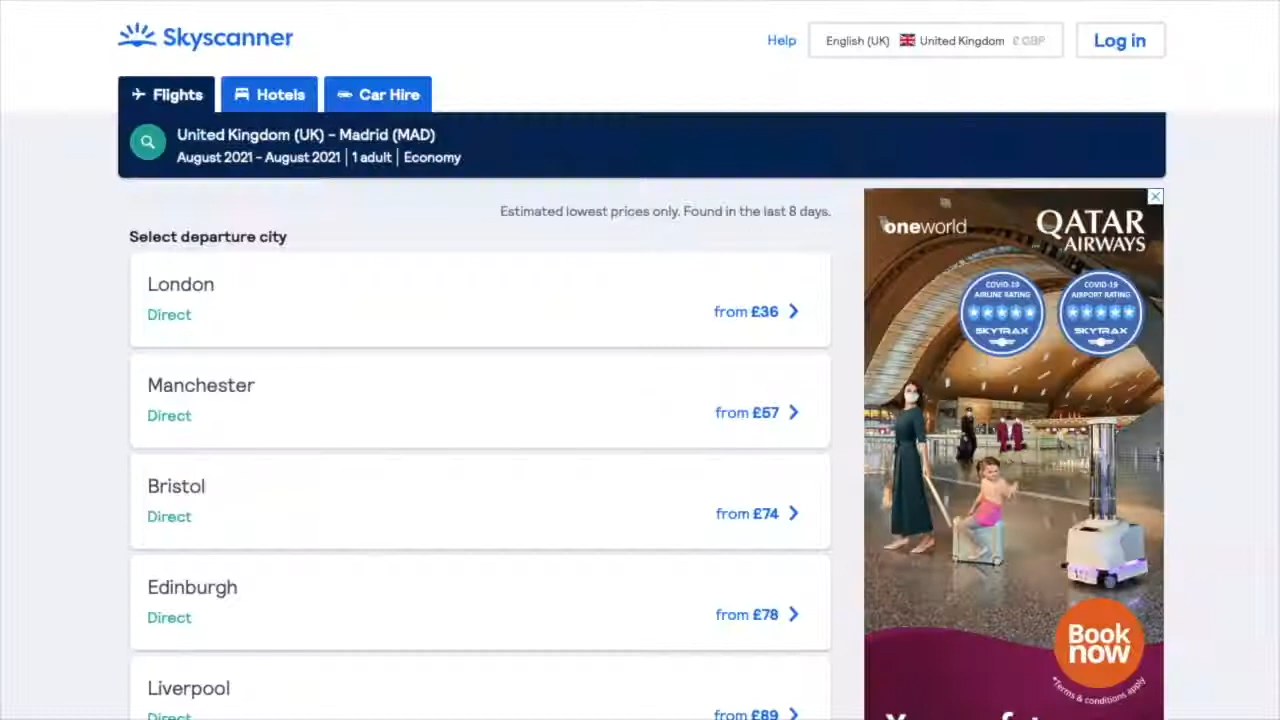 Skyscanner
Help
English (UK) United Kingdom £ GBP
Log in
Flights
Hotels
Car Hire
United Kingdom (UK) – Madrid (MAD)
August 2021 – August 2021 | 1 adult | Economy
Estimated lowest prices only. Found in the last 8 days.
Select departure city
London
Direct
from £36
Manchester
Direct
from £57
Bristol
Direct
from £74
Edinburgh
Direct
from £78
Liverpool
Direct
from £89
oneworld
QATAR
AIRWAYS
COVID-19
AIRLINE RATING
SKYTRAX
COVID-19
AIRPORT RATING
SKYTRAX
Book
now
*Terms & conditions apply